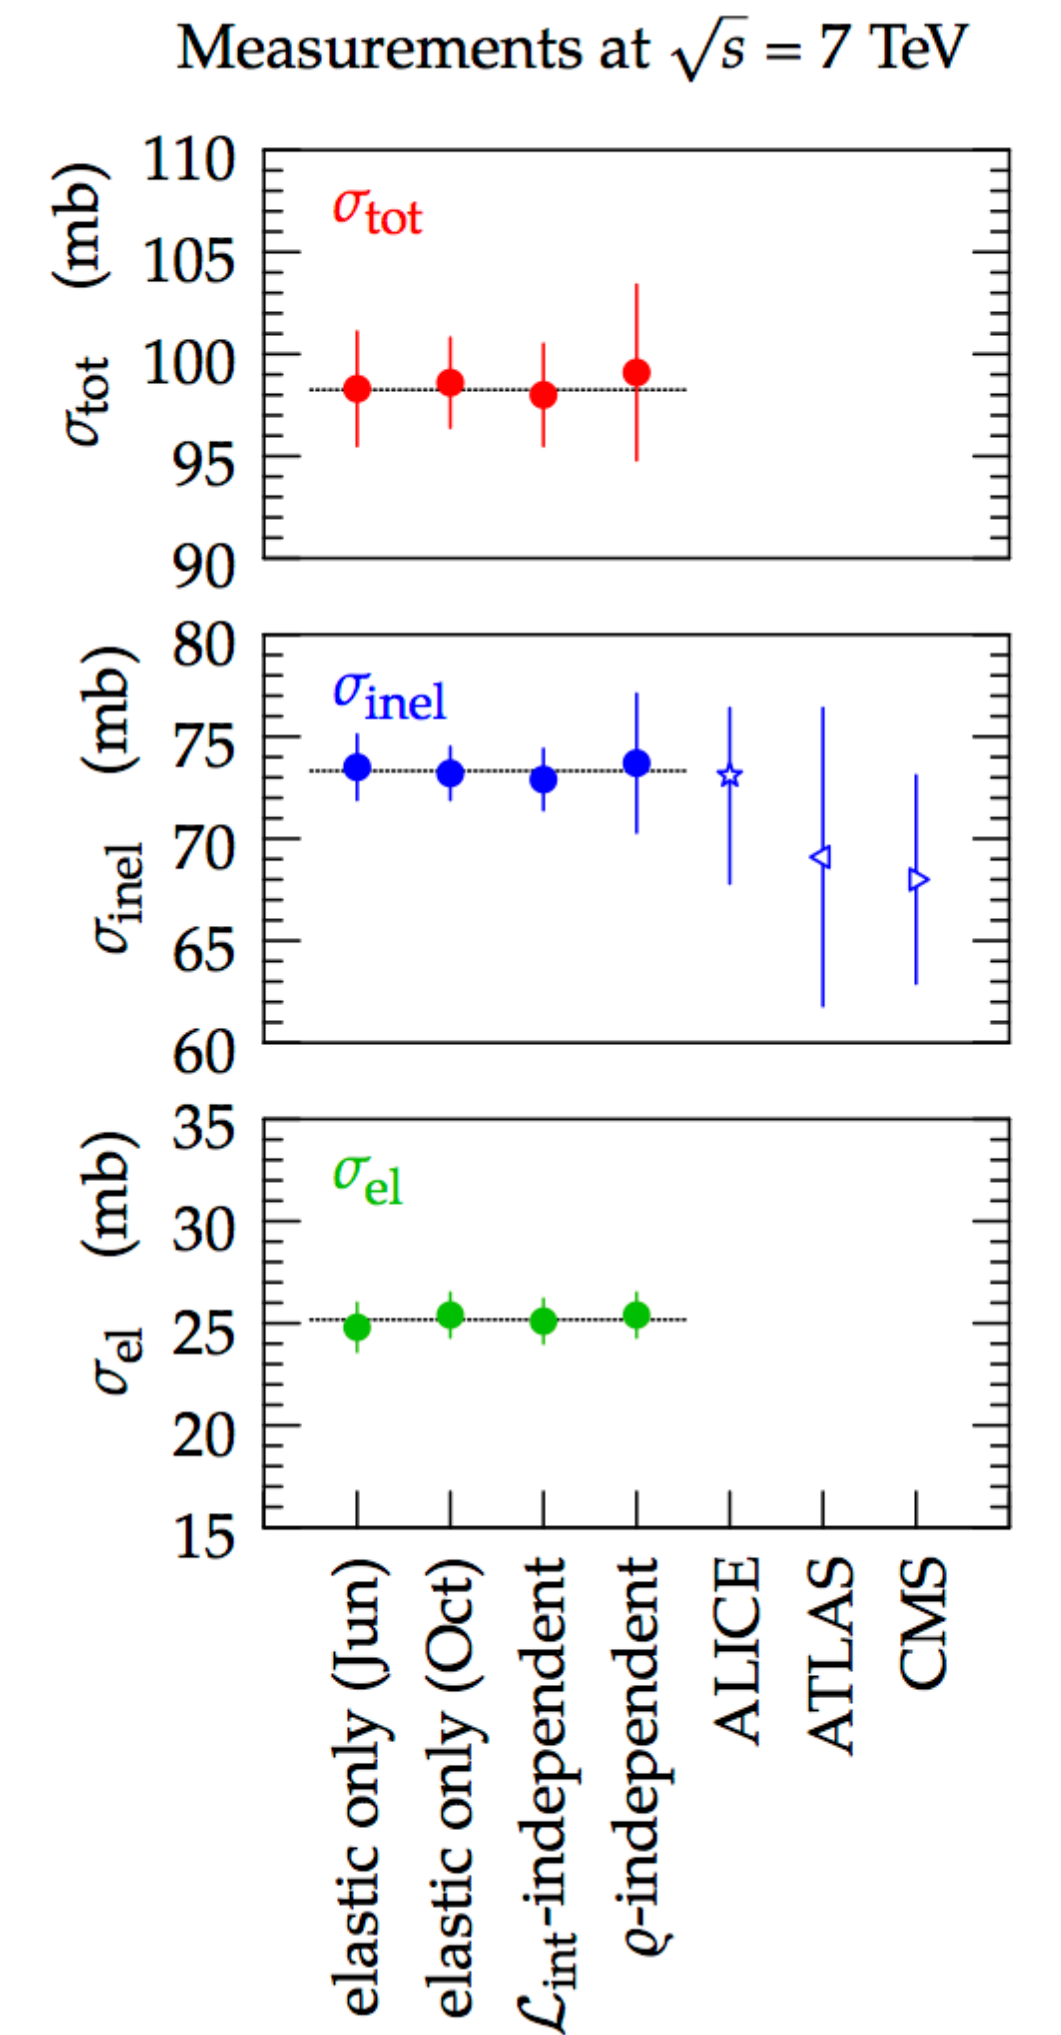 Measurements at √s = 7 TeV
σtot (mb)
110
105
100
95
90
σtot
σinel (mb)
80
75
70
65
60
σinel
σel (mb)
35
30
25
20
15
σel
elastic only (Jun)
elastic only (Oct)
ℒint-independent
ϱ-independent
ALICE
ATLAS
CMS